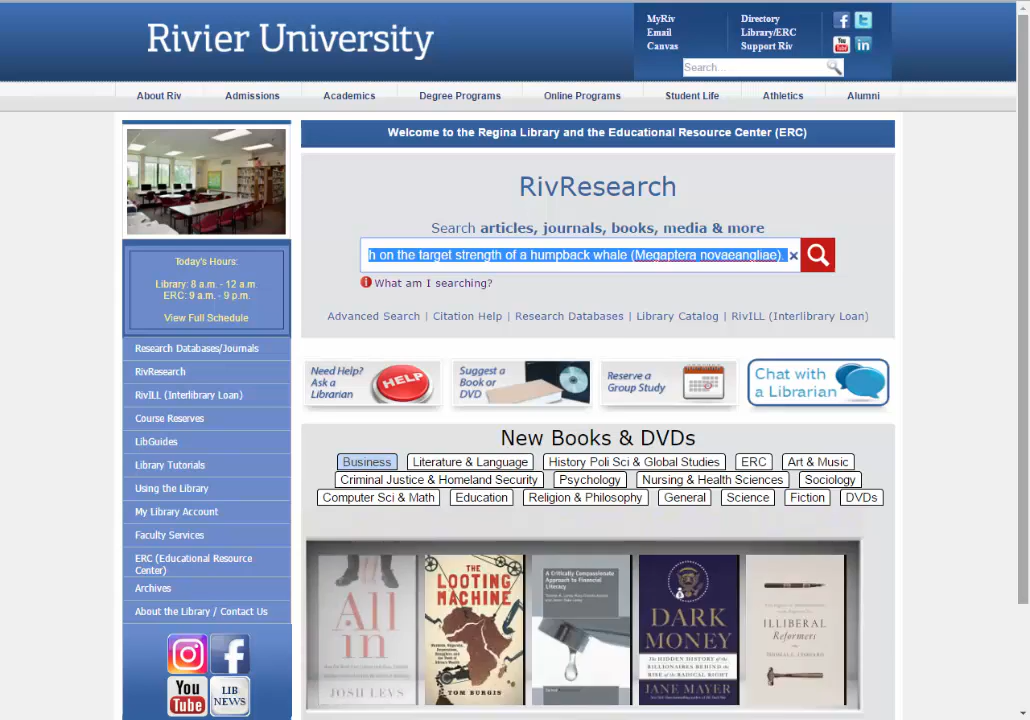 Rivier University
MyRiv
Email
Canvas
Directory
Library/ERC
Support Riv
Search...
About Riv
Admissions
Academics
Degree Programs
Online Programs
Student Life
Athletics
Alumni
Today's Hours:
Library: 8 a.m. - 12 a.m.
ERC: 9 a.m. - 9 p.m.
View Full Schedule
Research Databases/Journals
RivResearch
RivILL (Interlibrary Loan)
Course Reserves
LibGuides
Library Tutorials
Using the Library
My Library Account
Faculty Services
ERC (Educational Resource
Center)
Archives
About the Library / Contact Us
You
Tube
LIB
NEWS
Welcome to the Regina Library and the Educational Resource Center (ERC)
RivResearch
Search articles, journals, books, media & more
h on the target strength of a humpback whale (Megaptera novaeangliae).
What am I searching?
Advanced Search | Citation Help | Research Databases | Library Catalog | RivILL (Interlibrary Loan)
Need Help?
Ask a
Librarian
HELP
Suggest a
Book or
DVD
Reserve a
Group Study
Chat with
a Librarian
New Books & DVDs
Business
Literature & Language
History Poli Sci & Global Studies
ERC
Art & Music
Criminal Justice & Homeland Security
Psychology
Nursing & Health Sciences
Sociology
Computer Sci & Math
Education
Religion & Philosophy
General
Science
Fiction
DVDs
All
in
JOSH LEVS
THE
LOOTING
MACHINE
TOM BURGIS
A Critically Compassionate
Approach to Financial
Literacy
DARK
MONEY
THE HIDDEN HISTORY OF THE
BILLIONAIRES BEHIND THE
RISE OF THE RADICAL RIGHT
JANE MAYER
ILLIBERAL
Reformers
THOMAS C. LEONARD